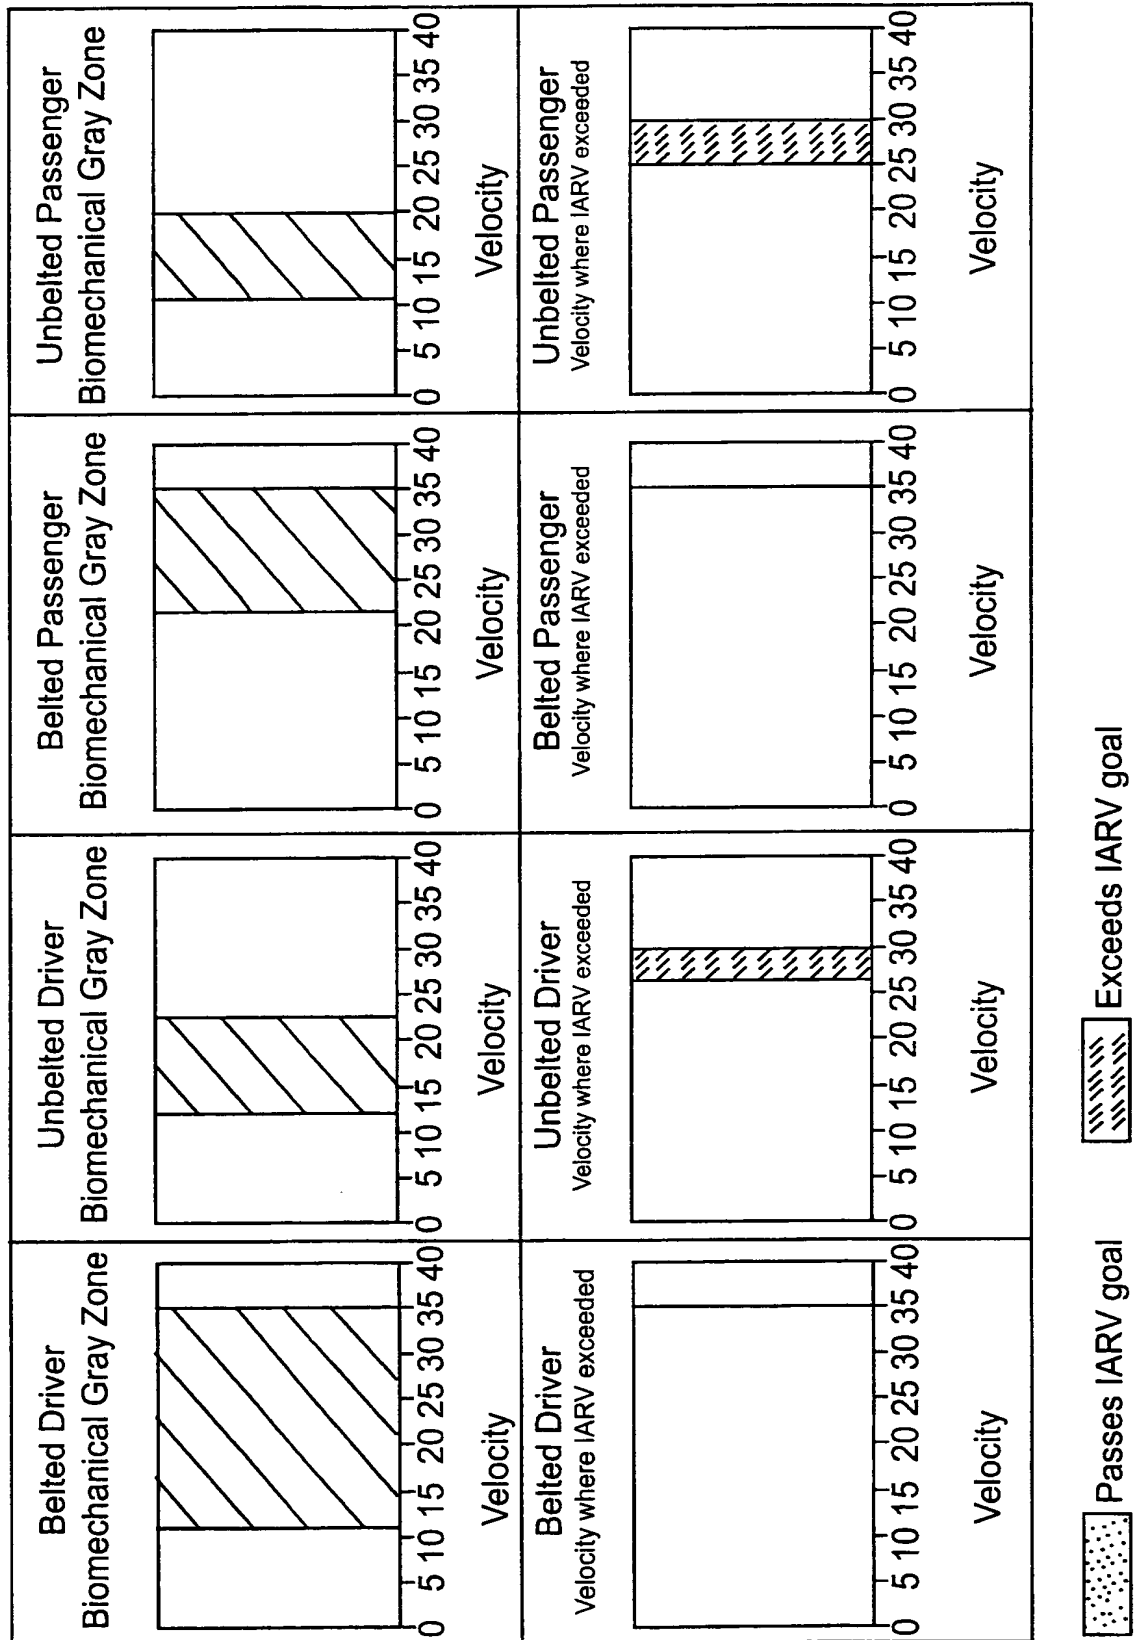 Belted Driver
Biomechanical Gray Zone
0 5 10 15 20 25 30 35 40
Velocity
Unbelted Driver
Biomechanical Gray Zone
0 5 10 15 20 25 30 35 40
Velocity
Belted Passenger
Biomechanical Gray Zone
0 5 10 15 20 25 30 35 40
Velocity
Unbelted Passenger
Biomechanical Gray Zone
0 5 10 15 20 25 30 35 40
Velocity
Belted Driver
Velocity where IARV exceeded
0 5 10 15 20 25 30 35 40
Velocity
Unbelted Driver
Velocity where IARV exceeded
0 5 10 15 20 25 30 35 40
Velocity
Belted Passenger
Velocity where IARV exceeded
0 5 10 15 20 25 30 35 40
Velocity
Unbelted Passenger
Velocity where IARV exceeded
0 5 10 15 20 25 30 35 40
Velocity
Passes IARV goal
Exceeds IARV goal